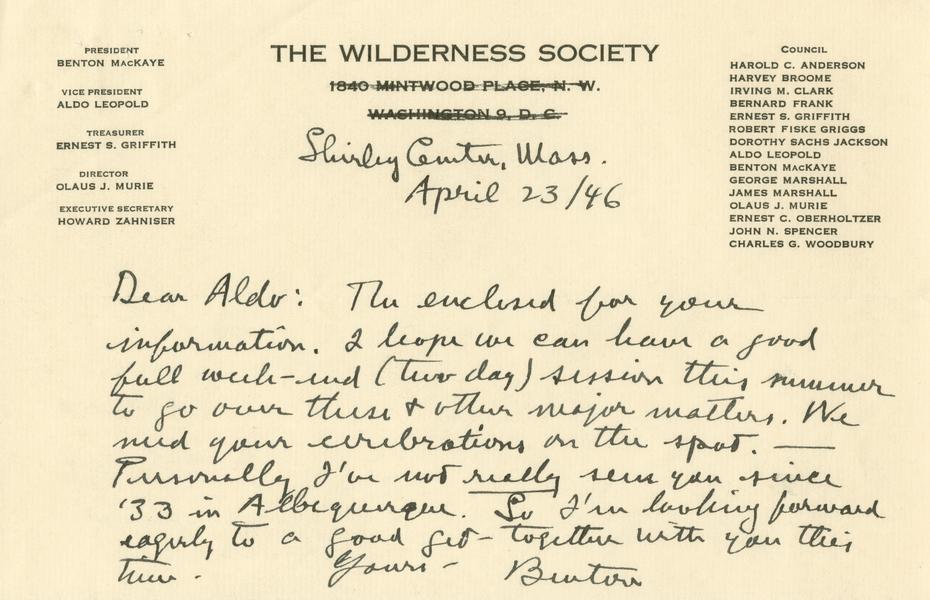 PRESIDENT
BENTON MacKAYE
VICE PRESIDENT
ALDO LEOPOLD
TREASURER
ERNEST S. GRIFFITH
DIRECTOR
OLAUS J. MURIE
EXECUTIVE SECRETARY
HOWARD ZAHNISER
THE WILDERNESS SOCIETY
1840 MINTWOOD PLACE, N. W.
WASHINGTON 9, D. C.
Shirley Center, Mass.
April 23/46
COUNCIL
HAROLD C. ANDERSON
HARVEY BROOME
IRVING M. CLARK
BERNARD FRANK
ERNEST S. GRIFFITH
ROBERT FISKE GRIGGS
DOROTHY SACHS JACKSON
ALDO LEOPOLD
BENTON MacKAYE
GEORGE MARSHALL
JAMES MARSHALL
OLAUS J. MURIE
ERNEST C. OBERHOLTZER
JOHN N. SPENCER
CHARLES G. WOODBURY
Dear Aldo: The enclosed for your
information. I hope we can have a good
full week-end (two day) session this summer
to go over these & other major matters. We
need your cerebrations on the spot. —
Personally I've not really seen you since
'33 in Albuquerque. So I'm looking forward
eagerly to a good get-together with you this
time. Yours - Benton